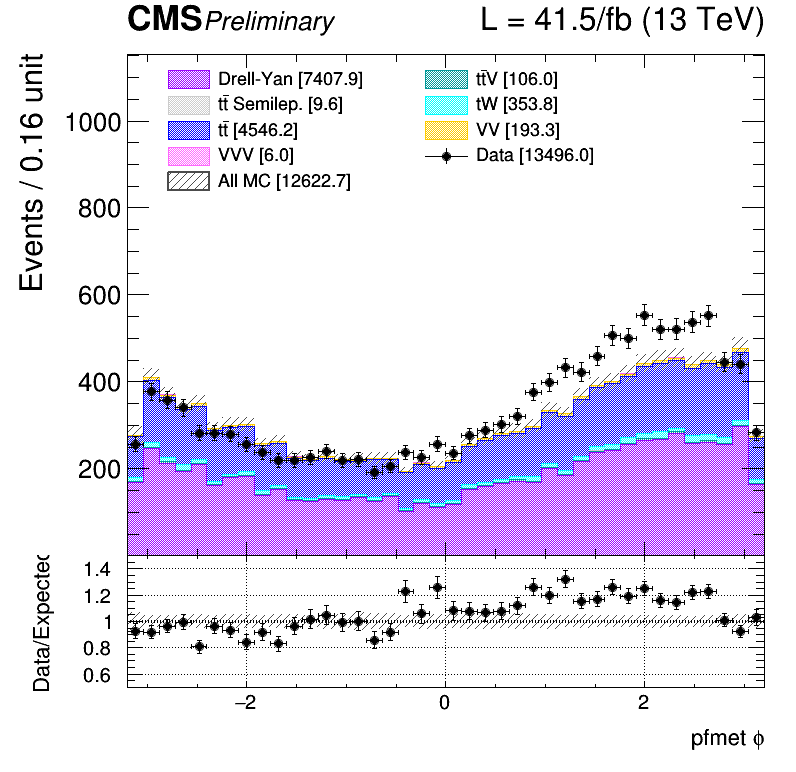 CMS Preliminary L = 41.5/fb (13 TeV)
Events / 0.16 unit
1000
800
600
400
200
Drell-Yan [7407.9]
tt̄ Semilep. [9.6]
tt̄ [4546.2]
VVV [6.0]
All MC [12622.7]
tt̄V [106.0]
tW [353.8]
VV [193.3]
Data [13496.0]
Data/Expected
1.4
1.2
1
0.8
0.6
−2 0 2
pfmet ϕ